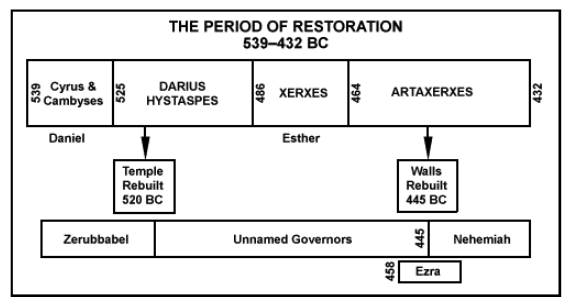 THE PERIOD OF RESTORATION
539–432 BC
539
Cyrus &
Cambyses
525
DARIUS
HYSTASPES
486
XERXES
464
ARTAXERXES
432
Daniel
Esther
Temple
Rebuilt
520 BC
Walls
Rebuilt
445 BC
Zerubbabel
Unnamed Governors
445
Nehemiah
458
Ezra